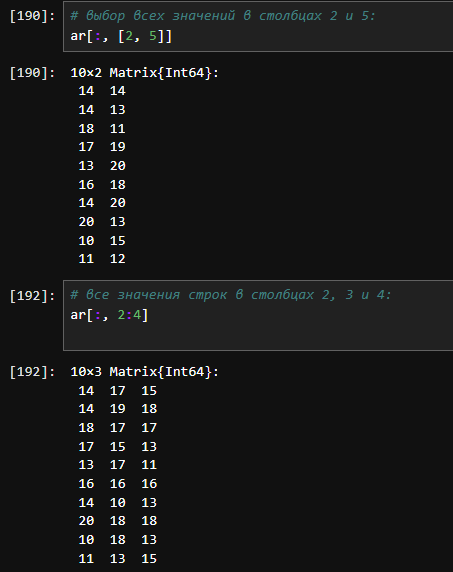 [190]: # выбор всех значений в столбцах 2 и 5:
ar[:, [2, 5]]
[190]: 10×2 Matrix{Int64}:
14  14
14  13
18  11
17  19
13  20
16  18
14  20
20  13
10  15
11  12
[192]: # все значения строк в столбцах 2, 3 и 4:
ar[:, 2:4]
[192]: 10×3 Matrix{Int64}:
14  17  15
14  19  18
18  17  17
17  15  13
13  17  11
16  16  16
14  10  13
20  18  18
10  18  13
11  13  15